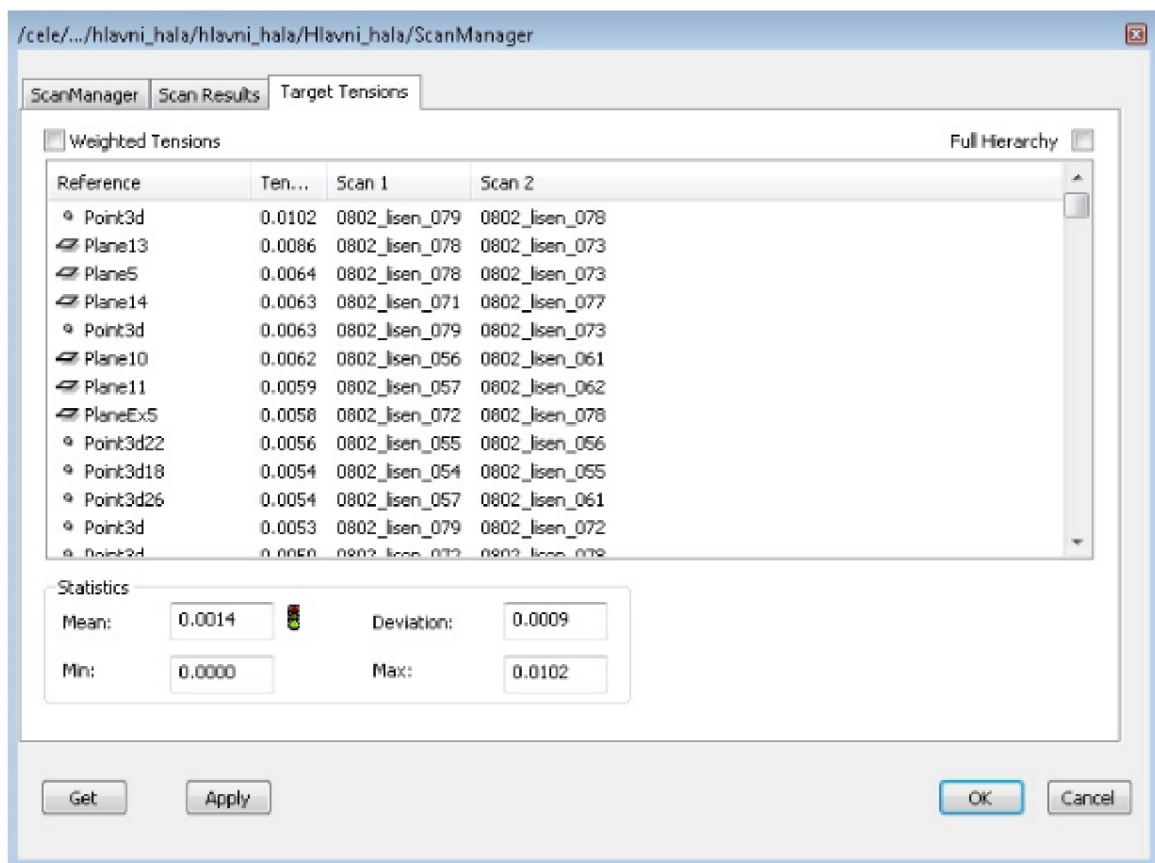 /cele/.../hlavni_hala/hlavni_hala/Hlavni_hala/ScanManager
ScanManager Scan Results Target Tensions
Weighted Tensions Full Hierarchy
Reference Ten... Scan 1 Scan 2
Point3d 0.0102 0802_lisen_079 0802_lisen_078
Plane13 0.0086 0802_lisen_078 0802_lisen_073
Plane5 0.0064 0802_lisen_078 0802_lisen_073
Plane14 0.0063 0802_lisen_071 0802_lisen_077
Point3d 0.0063 0802_lisen_079 0802_lisen_073
Plane10 0.0062 0802_lisen_056 0802_lisen_061
Plane11 0.0059 0802_lisen_057 0802_lisen_062
PlaneEx5 0.0058 0802_lisen_072 0802_lisen_078
Point3d22 0.0056 0802_lisen_055 0802_lisen_056
Point3d18 0.0054 0802_lisen_054 0802_lisen_055
Point3d26 0.0054 0802_lisen_057 0802_lisen_061
Point3d 0.0053 0802_lisen_079 0802_lisen_072
Point3d 0.0050 0802_lisen_072 0802_lisen_078
Statistics
Mean: 0.0014 Deviation: 0.0009
Min: 0.0000 Max: 0.0102
Get Apply OK Cancel